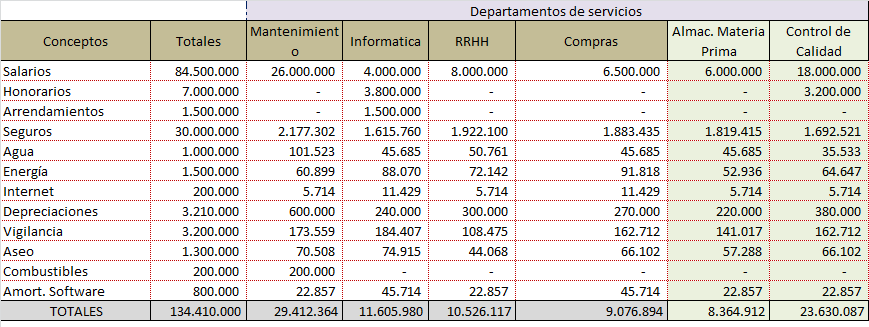 Departamentos de servicios
Conceptos Totales Mantenimient o Informatica RRHH Compras Almac. Materia Prima Control de Calidad
Salarios 84.500.000 26.000.000 4.000.000 8.000.000 6.500.000 6.000.000 18.000.000
Honorarios 7.000.000 - 3.800.000 - - - 3.200.000
Arrendamientos 1.500.000 - 1.500.000 - - -
Seguros 30.000.000 2.177.302 1.615.760 1.922.100 1.883.435 1.819.415 1.692.521
Agua 1.000.000 101.523 45.685 50.761 45.685 45.685 35.533
Energía 1.500.000 60.899 88.070 72.142 91.818 52.936 64.647
Internet 200.000 5.714 11.429 5.714 11.429 5.714 5.714
Depreciaciones 3.210.000 600.000 240.000 300.000 270.000 220.000 380.000
Vigilancia 3.200.000 173.559 184.407 108.475 162.712 141.017 162.712
Aseo 1.300.000 70.508 74.915 44.068 66.102 57.288 66.102
Combustibles 200.000 200.000 - - - - -
Amort. Software 800.000 22.857 45.714 22.857 45.714 22.857 22.857
TOTALES 134.410.000 29.412.364 11.605.980 10.526.117 9.076.894 8.364.912 23.630.087